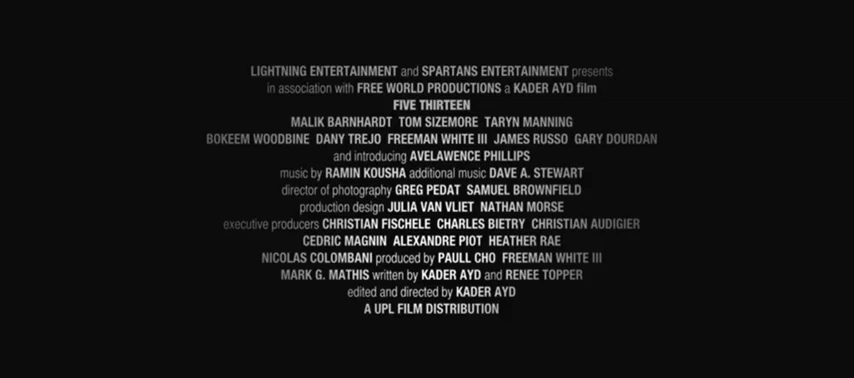 LIGHTNING ENTERTAINMENT and SPARTANS ENTERTAINMENT presents
in association with FREE WORLD PRODUCTIONS a KADER AYD film
FIVE THIRTEEN
MALIK BARNHARDT TOM SIZEMORE TARYN MANNING
BOKEEM WOODBINE DANY TREJO FREEMAN WHITE III JAMES RUSSO GARY DOURDAN
and introducing AVELAWENCE PHILLIPS
music by RAMIN KOUSHA additional music DAVE A. STEWART
director of photography GREG PEDAT SAMUEL BROWNFIELD
production design JULIA VAN VLIET NATHAN MORSE
executive producers CHRISTIAN FISCHELE CHARLES BIETRY CHRISTIAN AUDIGIER
CEDRIC MAGNIN ALEXANDRE PIOT HEATHER RAE
NICOLAS COLOMBANI produced by PAULL CHO FREEMAN WHITE III
MARK G. MATHIS written by KADER AYD and RENEE TOPPER
edited and directed by KADER AYD
A UPL FILM DISTRIBUTION